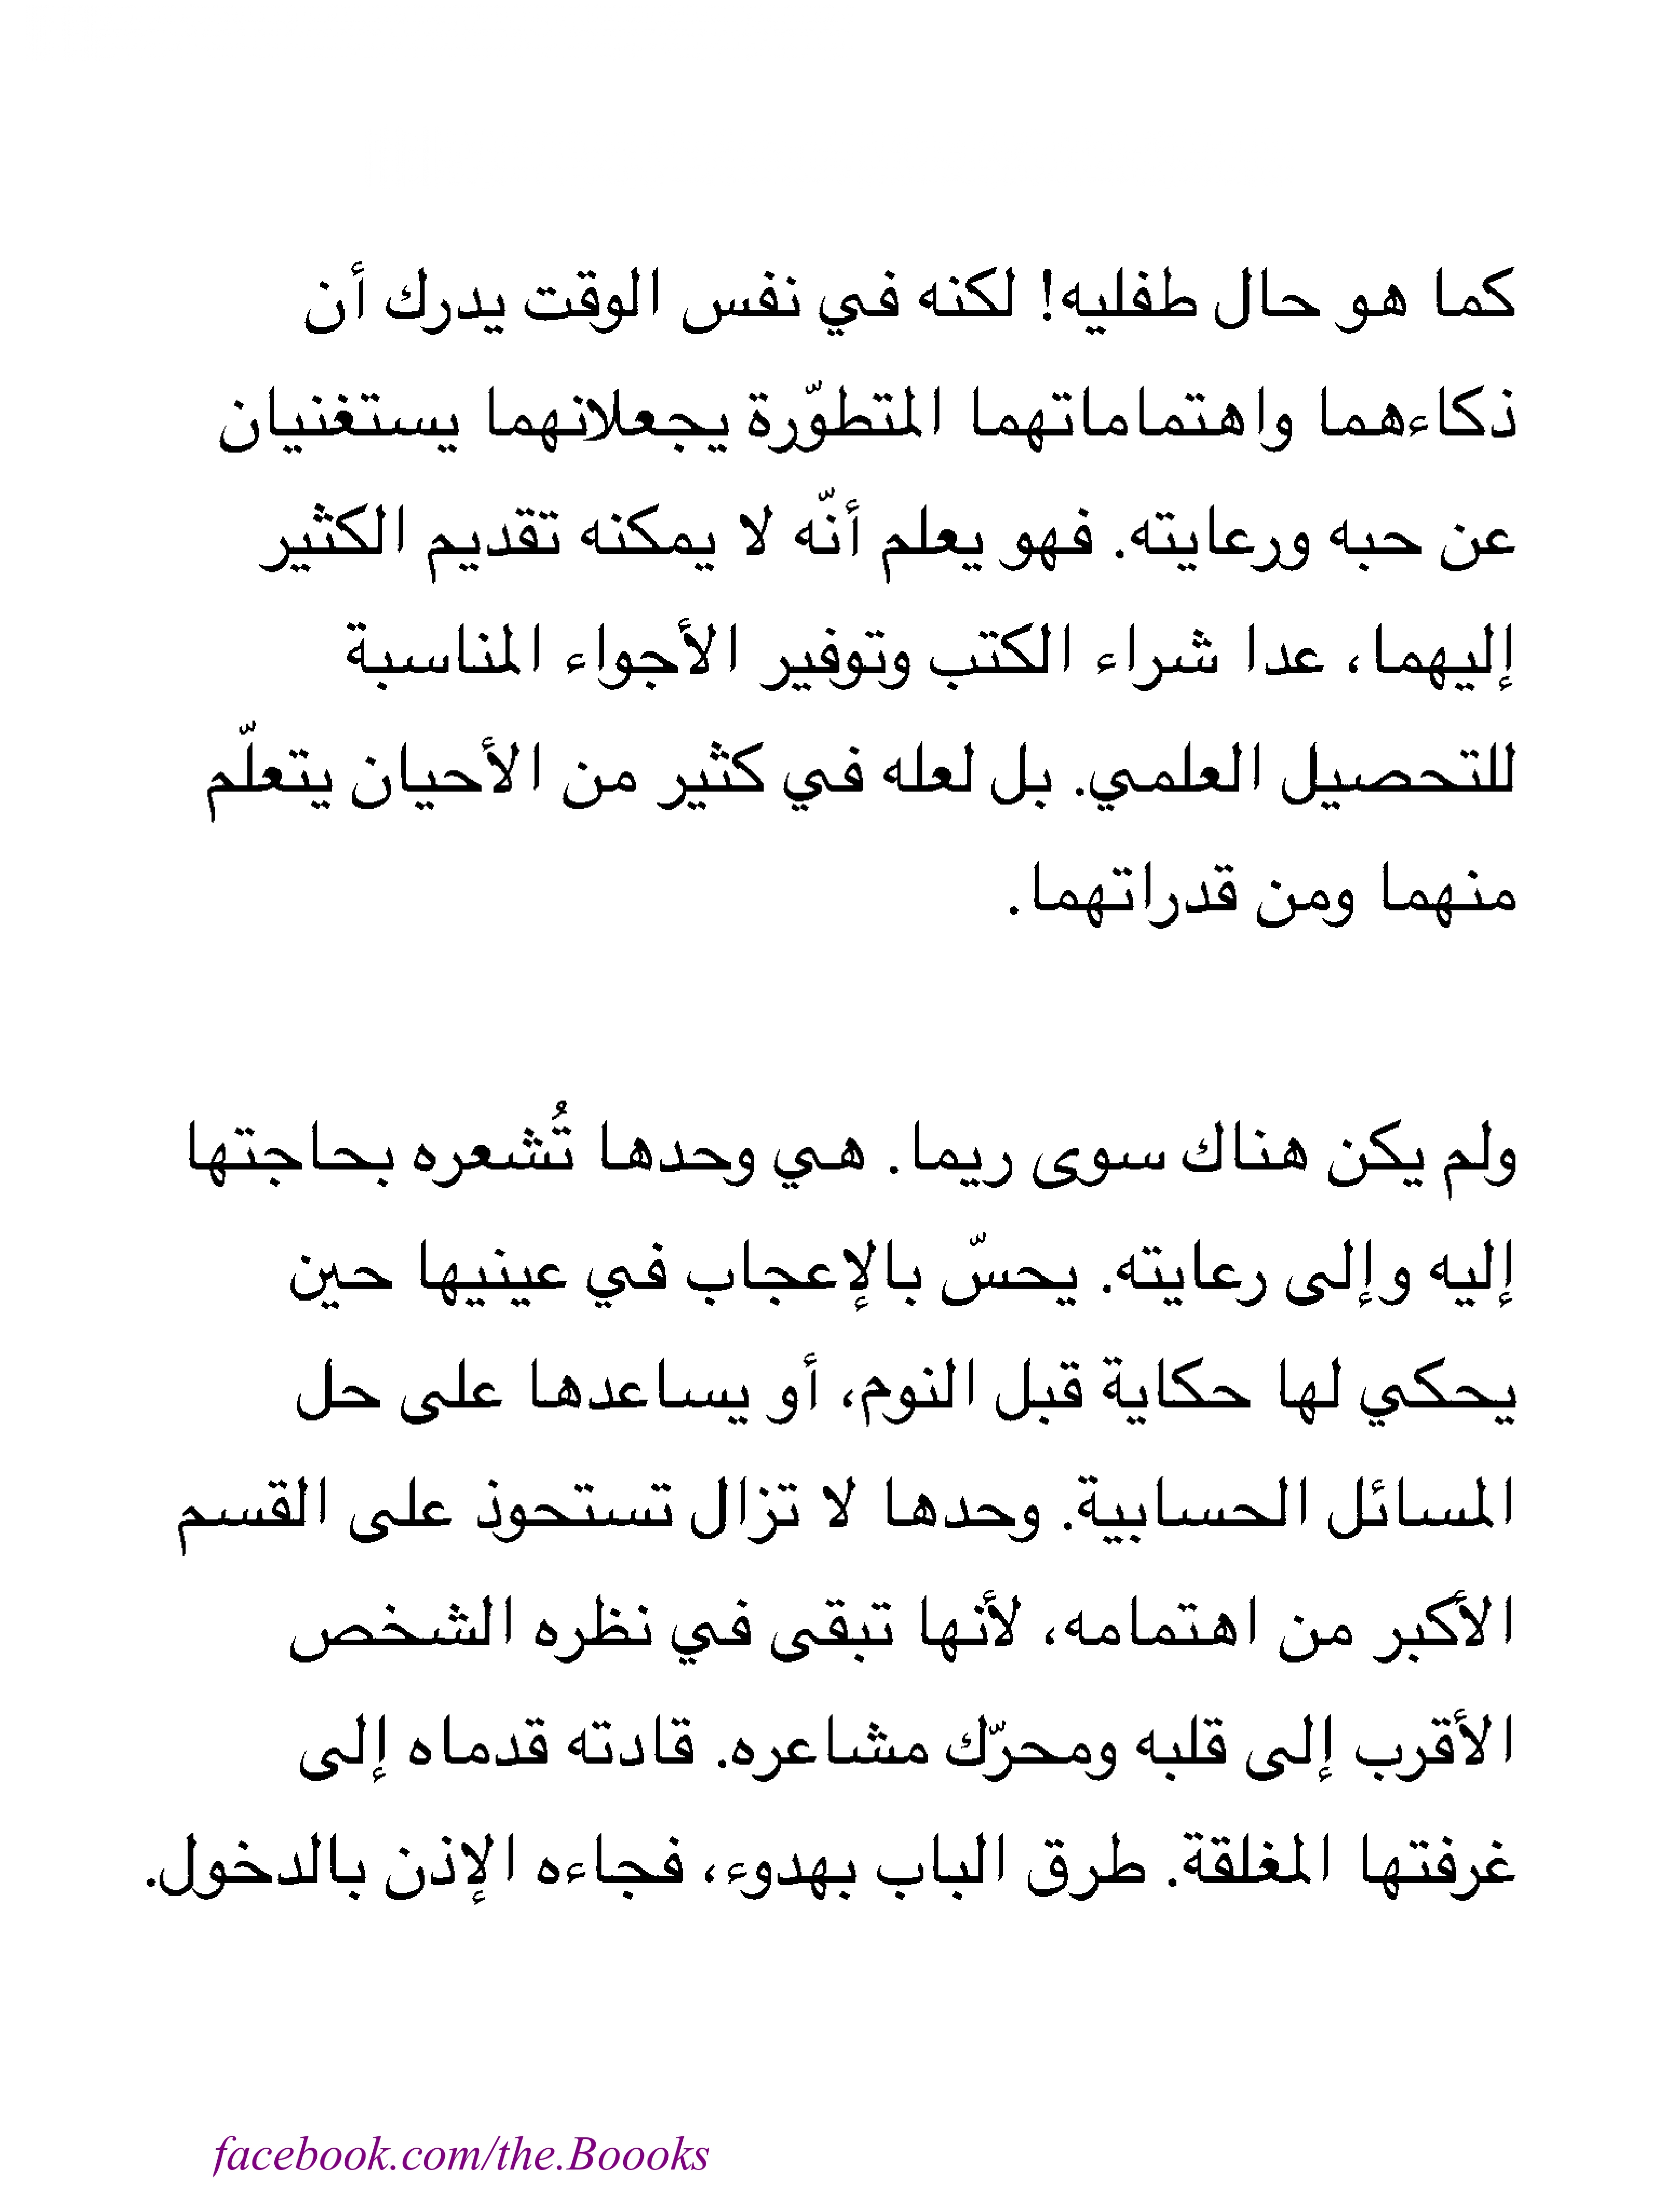 كما هو حال طفليه! لكنه في نفس الوقت يدرك أن
ذكاءهما واهتماماتهما المتطوّرة يجعلانهما يستغنيان
عن حبه ورعايته. فهو يعلم أنّه لا يمكنه تقديم الكثير
إليهما، عدا شراء الكتب وتوفير الأجواء المناسبة
للتحصيل العلمي. بل لعله في كثير من الأحيان يتعلّم
منهما ومن قدراتهما.
ولم يكن هناك سوى ريما. هي وحدها تُشعره بحاجتها
إليه وإلى رعايته. يحسّ بالإعجاب في عينيها حين
يحكي لها حكاية قبل النوم، أو يساعدها على حل
المسائل الحسابية. وحدها لا تزال تستحوذ على القسم
الأكبر من اهتمامه، لأنها تبقى في نظره الشخص
الأقرب إلى قلبه ومحرّك مشاعره. قادته قدماه إلى
غرفتها المغلقة. طرق الباب بهدوء، فجاءه الإذن بالدخول.
facebook.com/the.Boooks